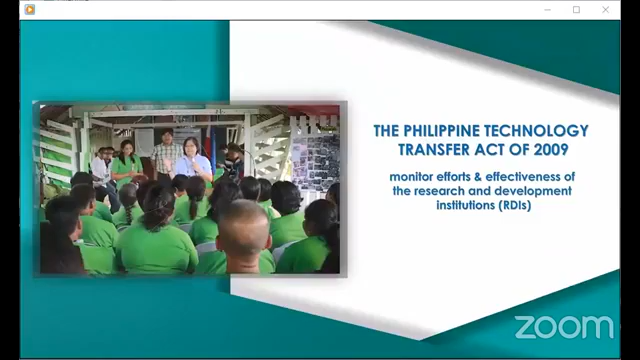 THE PHILIPPINE TECHNOLOGY
TRANSFER ACT OF 2009
monitor efforts & effectiveness of
the research and development
institutions (RDIs)
zoom